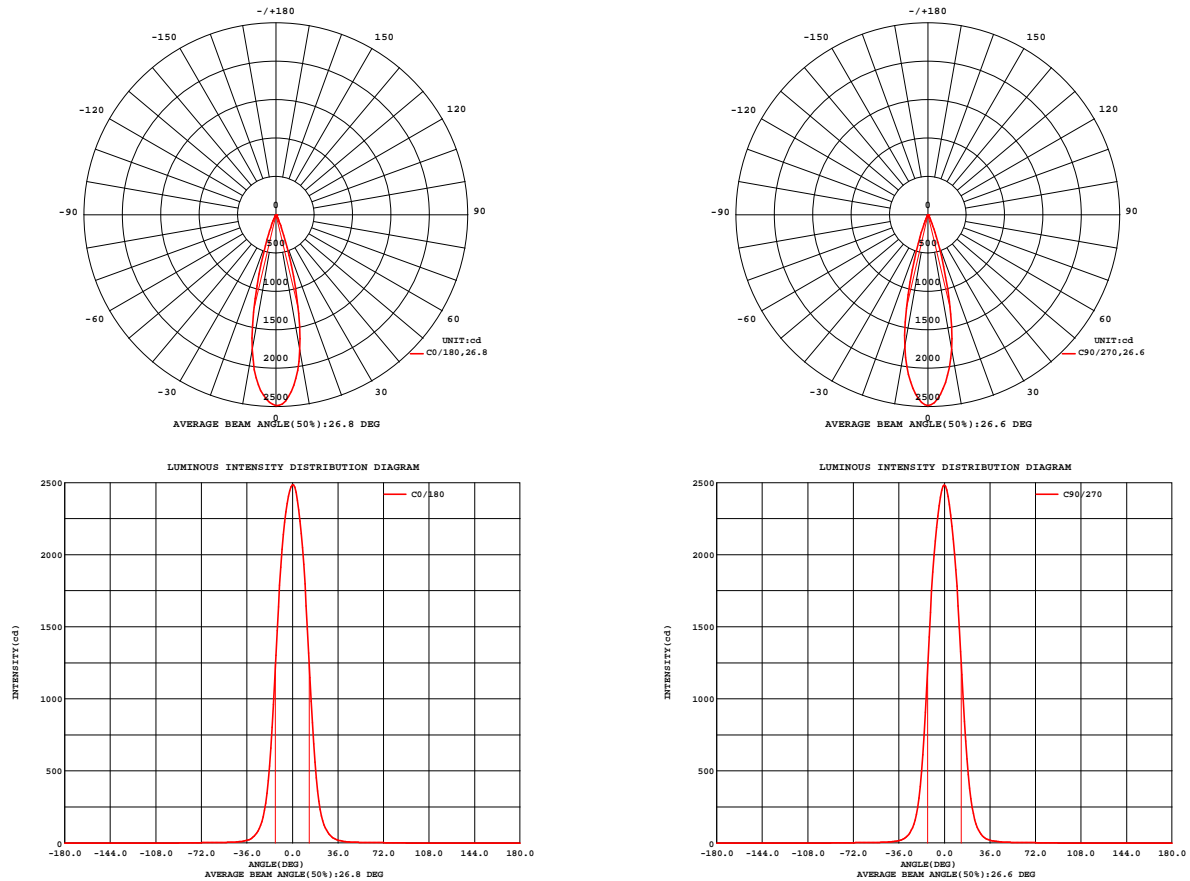 -/+180
-150
150
-120
120
-90
0
90
500
1000
-60
60
1500
UNIT:cd
C0/180,26.8
2000
-30
30
2500
0
AVERAGE BEAM ANGLE(50%):26.8 DEG
-/+180
-150
150
-120
120
-90
0
90
500
1000
-60
60
1500
UNIT:cd
C90/270,26.6
2000
-30
30
2500
0
AVERAGE BEAM ANGLE(50%):26.6 DEG
LUMINOUS INTENSITY DISTRIBUTION DIAGRAM
2500
C0/180
2000
1500
INTENSITY(cd)
1000
500
0
-180.0 -144.0 -108.0 -72.0 -36.0 0.0 36.0 72.0 108.0 144.0 180.0
ANGLE(DEG)
AVERAGE BEAM ANGLE(50%):26.8 DEG
LUMINOUS INTENSITY DISTRIBUTION DIAGRAM
2500
C90/270
2000
1500
INTENSITY(cd)
1000
500
0
-180.0 -144.0 -108.0 -72.0 -36.0 0.0 36.0 72.0 108.0 144.0 180.0
ANGLE(DEG)
AVERAGE BEAM ANGLE(50%):26.6 DEG